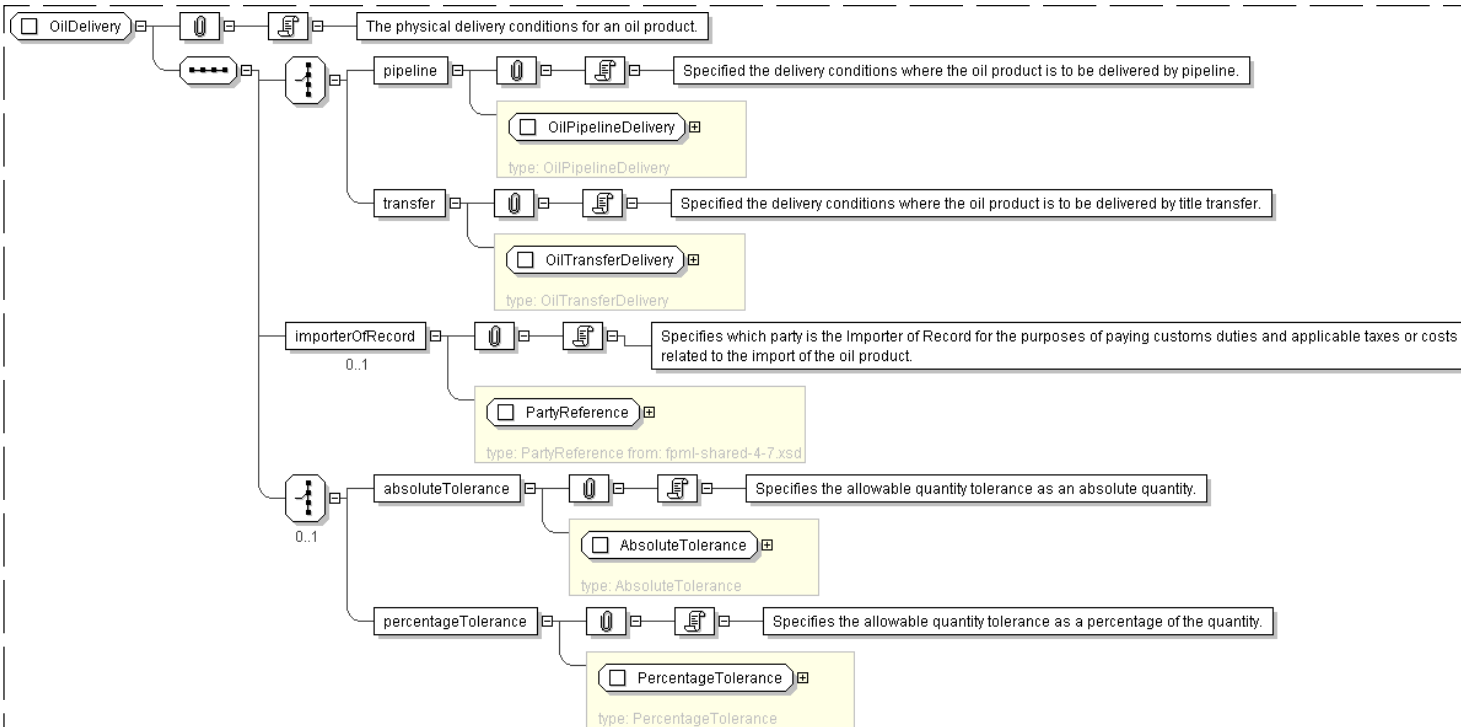 OilDelivery
The physical delivery conditions for an oil product.
pipeline
Specified the delivery conditions where the oil product is to be delivered by pipeline.
OilPipelineDelivery
type: OilPipelineDelivery
transfer
Specified the delivery conditions where the oil product is to be delivered by title transfer.
OilTransferDelivery
type: OilTransferDelivery
importerOfRecord
0..1
Specifies which party is the Importer of Record for the purposes of paying customs duties and applicable taxes or costs
related to the import of the oil product.
PartyReference
type: PartyReference from: fpml-shared-4-7.xsd
0..1
absoluteTolerance
Specifies the allowable quantity tolerance as an absolute quantity.
AbsoluteTolerance
type: AbsoluteTolerance
percentageTolerance
Specifies the allowable quantity tolerance as a percentage of the quantity.
PercentageTolerance
type: PercentageTolerance